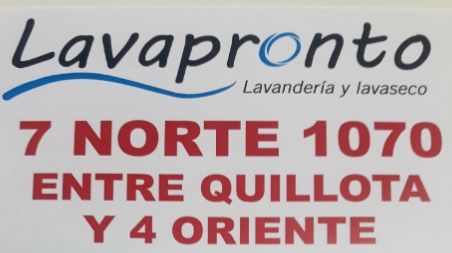 Lavapronto
Lavandería y lavaseco
7 NORTE 1070
ENTRE QUILLOTA
Y 4 ORIENTE